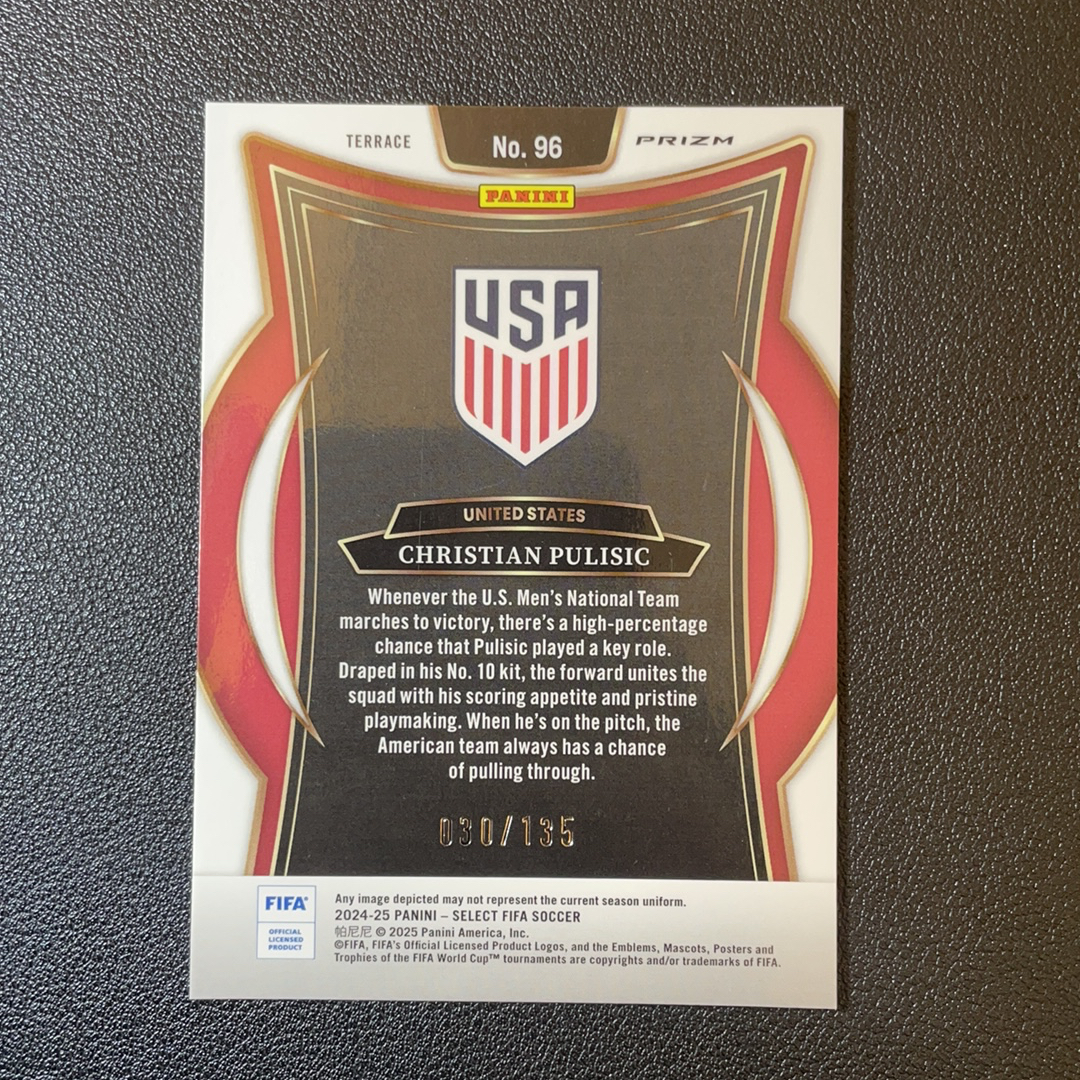 TERRACE
No. 96
PRIZM
PANINI
USA
UNITED STATES
CHRISTIAN PULISIC
Whenever the U.S. Men's National Team
marches to victory, there's a high-percentage
chance that Pulisic played a key role.
Draped in his No. 10 kit, the forward unites the
squad with his scoring appetite and pristine
playmaking. When he's on the pitch, the
American team always has a chance
of pulling through.
030/135
FIFA®
OFFICIAL
LICENSED
PRODUCT
Any image depicted may not represent the current season uniform.
2024-25 PANINI – SELECT FIFA SOCCER
帕尼尼 © 2025 Panini America, Inc.
©FIFA, FIFA's Official Licensed Product Logos, and the Emblems, Mascots, Posters and
Trophies of the FIFA World Cup™ tournaments are copyrights and/or trademarks of FIFA.